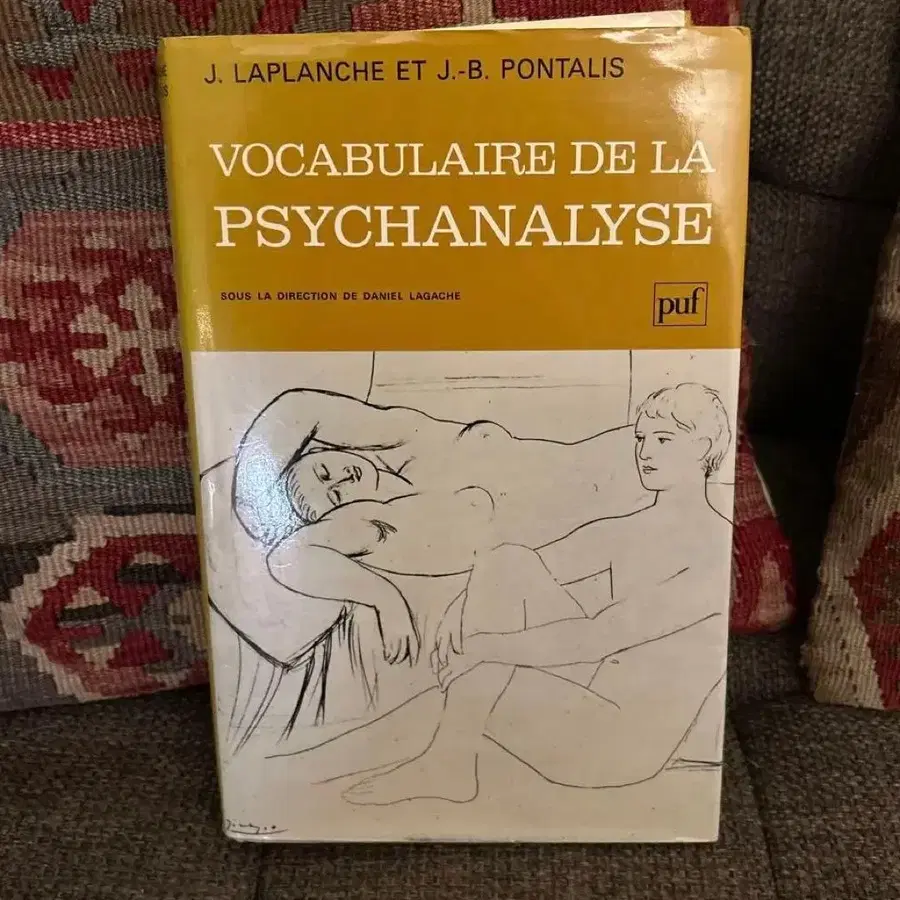 J. LAPLANCHE ET J.-B. PONTALIS
VOCABULAIRE DE LA
PSYCHANALYSE
SOUS LA DIRECTION DE DANIEL LAGACHE
puf